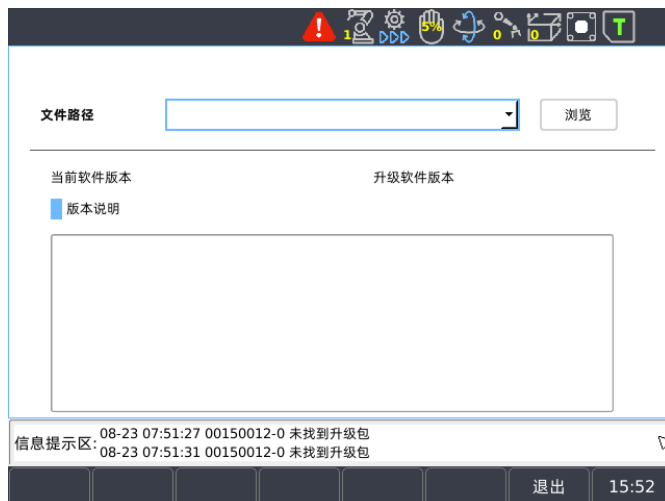 1 5% 0 0 T
文件路径 浏览
当前软件版本 升级软件版本
版本说明
信息提示区: 08-23 07:51:27 00150012-0 未找到升级包
08-23 07:51:31 00150012-0 未找到升级包
退出 15:52